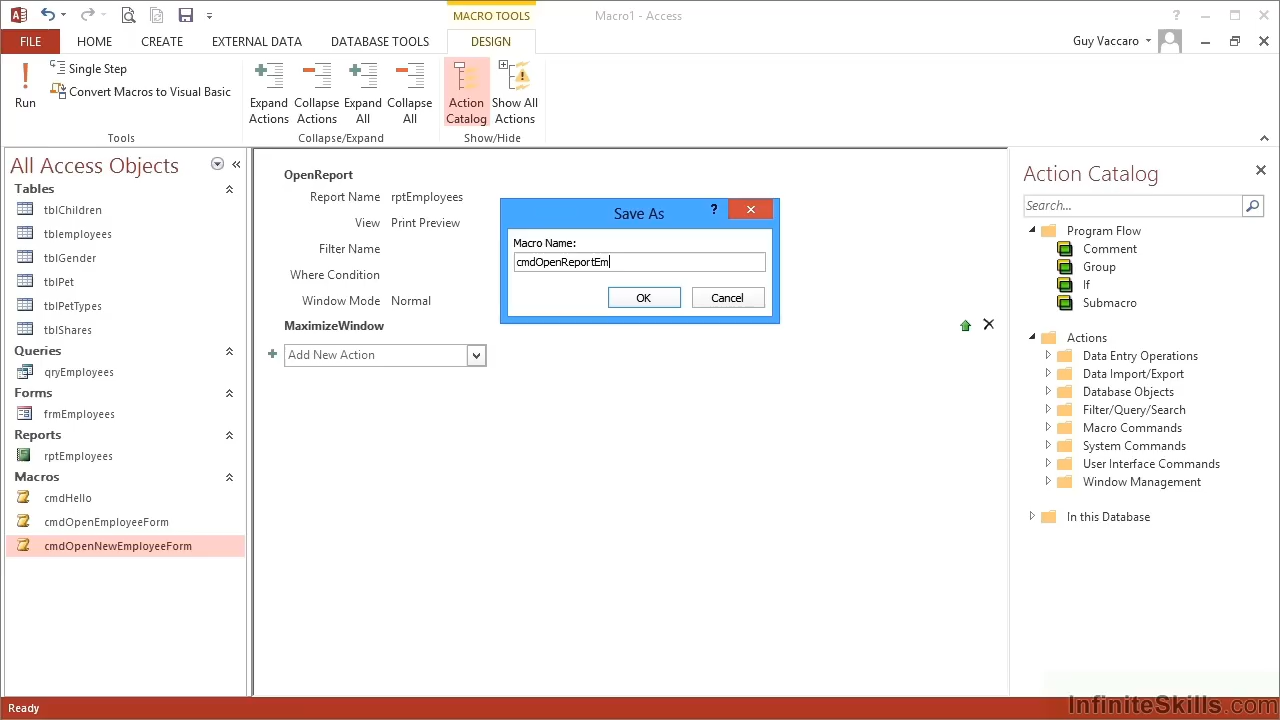 MACRO TOOLS
Macro1 - Access
?
FILE
HOME
CREATE
EXTERNAL DATA
DATABASE TOOLS
DESIGN
Guy Vaccaro
Run
Single Step
Convert Macros to Visual Basic
Tools
Expand Actions
Collapse Actions
Expand All
Collapse All
Collapse/Expand
Action Catalog
Show All Actions
Show/Hide
All Access Objects
Tables
tblChildren
tblemployees
tblGender
tblPet
tblPetTypes
tblShares
Queries
qryEmployees
Forms
frmEmployees
Reports
rptEmployees
Macros
cmdHello
cmdOpenEmployeeForm
cmdOpenNewEmployeeForm
OpenReport
Report Name rptEmployees
View Print Preview
Filter Name
Where Condition
Window Mode Normal
MaximizeWindow
Add New Action
Save As
?
Macro Name:
cmdOpenReportEm
OK
Cancel
Action Catalog
Search...
Program Flow
Comment
Group
If
Submacro
Actions
Data Entry Operations
Data Import/Export
Database Objects
Filter/Query/Search
Macro Commands
System Commands
User Interface Commands
Window Management
In this Database
Ready
InfiniteSkills.com